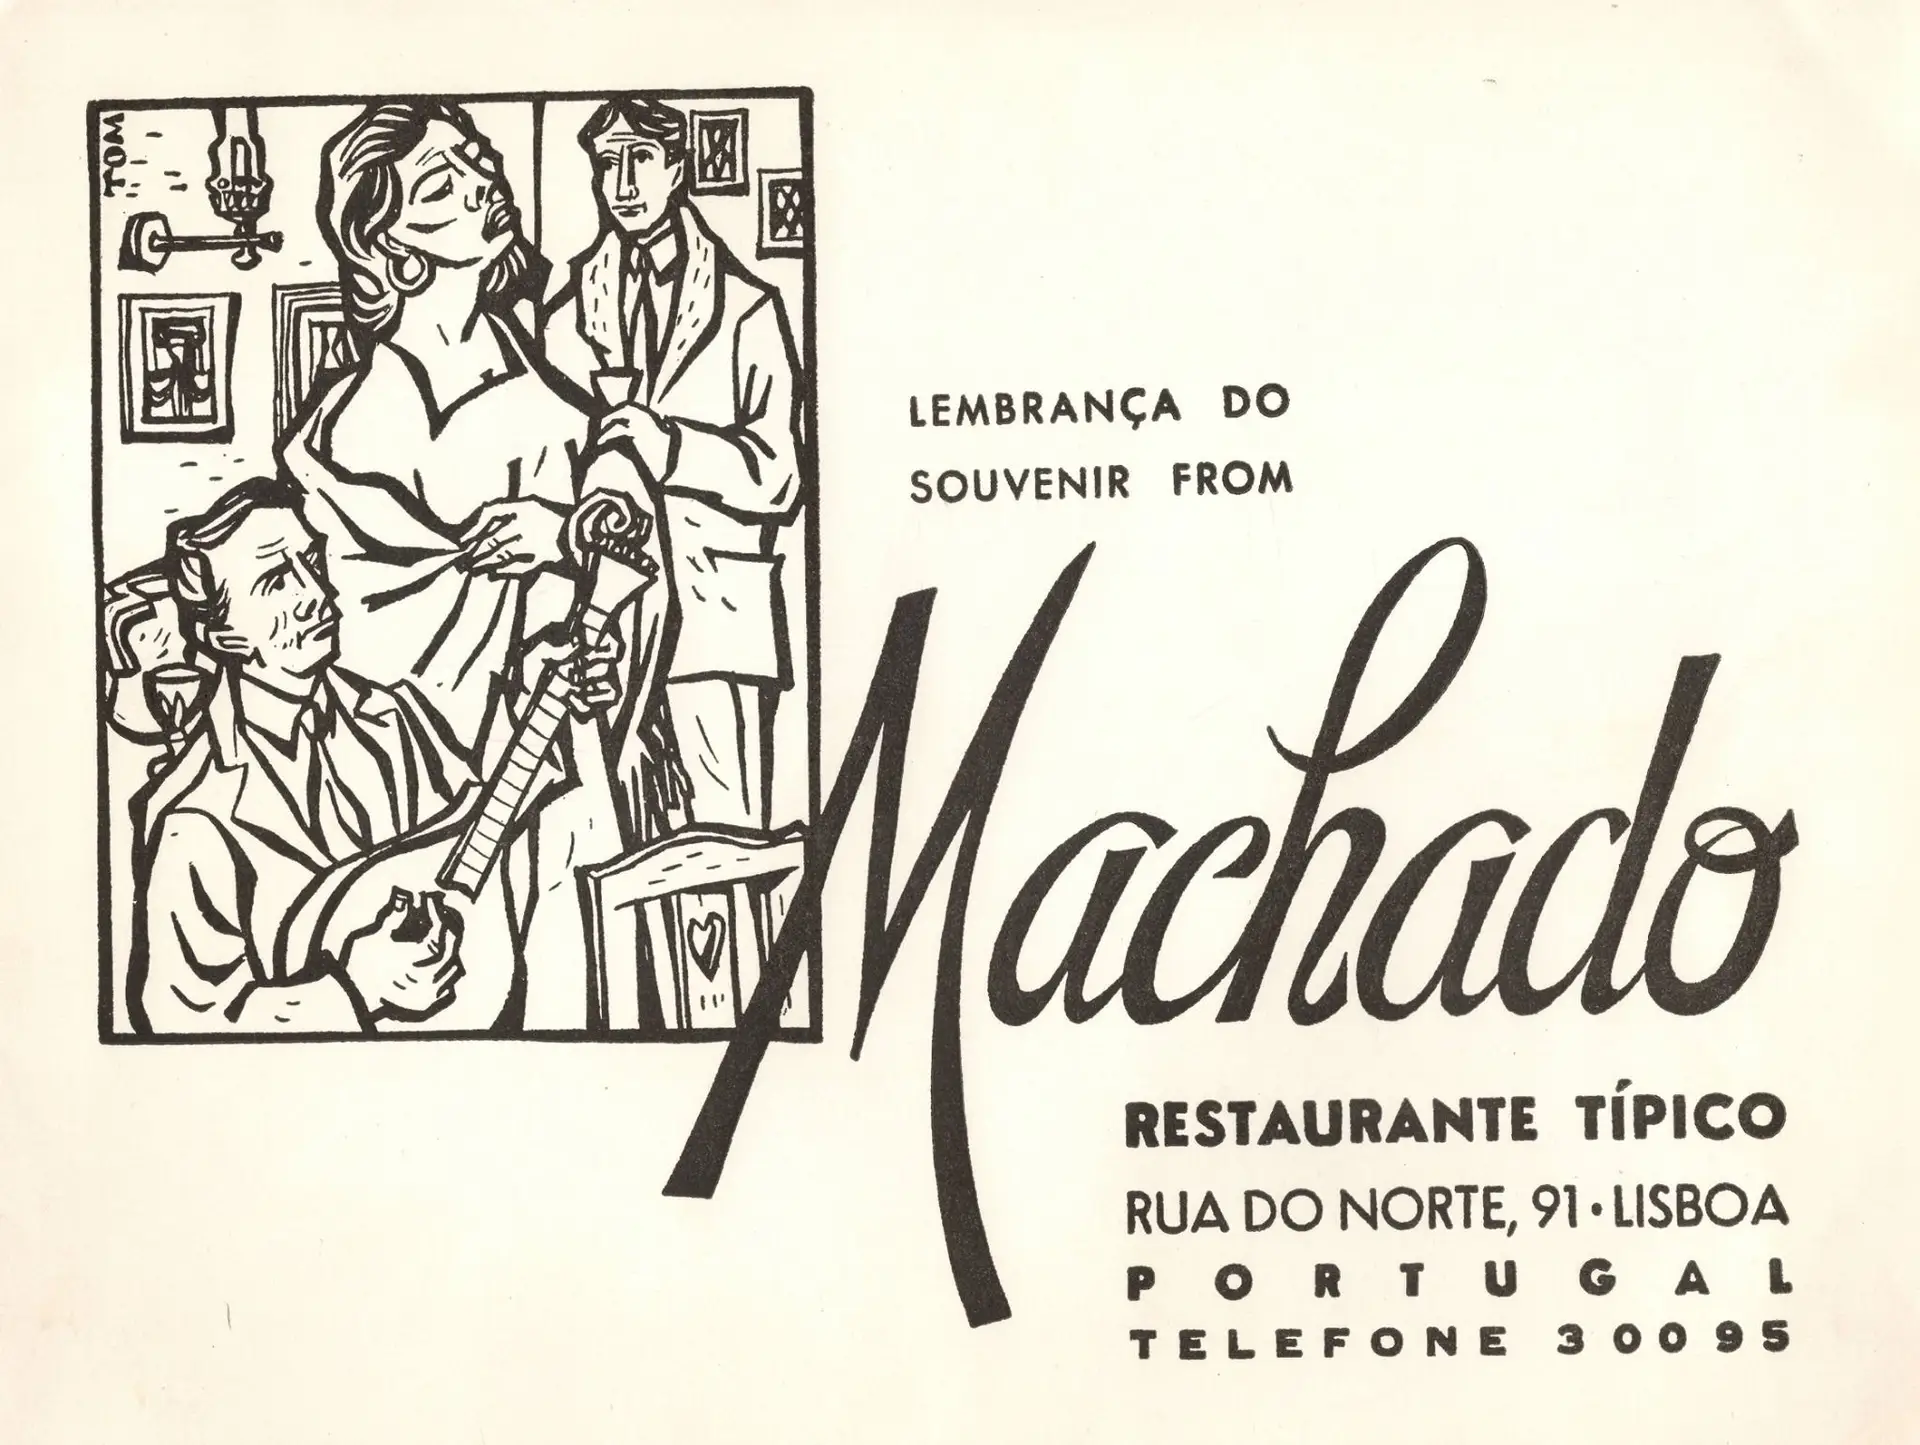 TOM
LEMBRANÇA DO
SOUVENIR FROM
Machado
RESTAURANTE TÍPICO
RUA DO NORTE, 91 • LISBOA
PORTUGAL
TELEFONE 30095